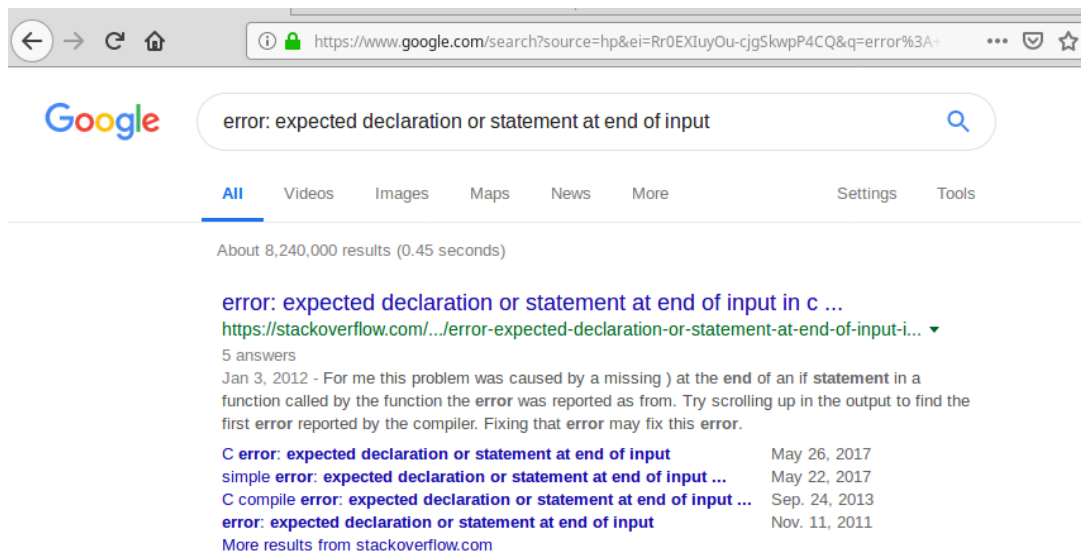 https://www.google.com/search?source=hp&ei=Rr0EXIuyOu-cjgSkwpP4CQ&q=error%3A+
Google
error: expected declaration or statement at end of input
All Videos Images Maps News More Settings Tools
About 8,240,000 results (0.45 seconds)
error: expected declaration or statement at end of input in c ...
https://stackoverflow.com/.../error-expected-declaration-or-statement-at-end-of-input-i...
5 answers
Jan 3, 2012 - For me this problem was caused by a missing ) at the end of an if statement in a
function called by the function the error was reported as from. Try scrolling up in the output to find the
first error reported by the compiler. Fixing that error may fix this error.
C error: expected declaration or statement at end of input May 26, 2017
simple error: expected declaration or statement at end of input ... May 22, 2017
C compile error: expected declaration or statement at end of input ... Sep. 24, 2013
error: expected declaration or statement at end of input Nov. 11, 2011
More results from stackoverflow.com